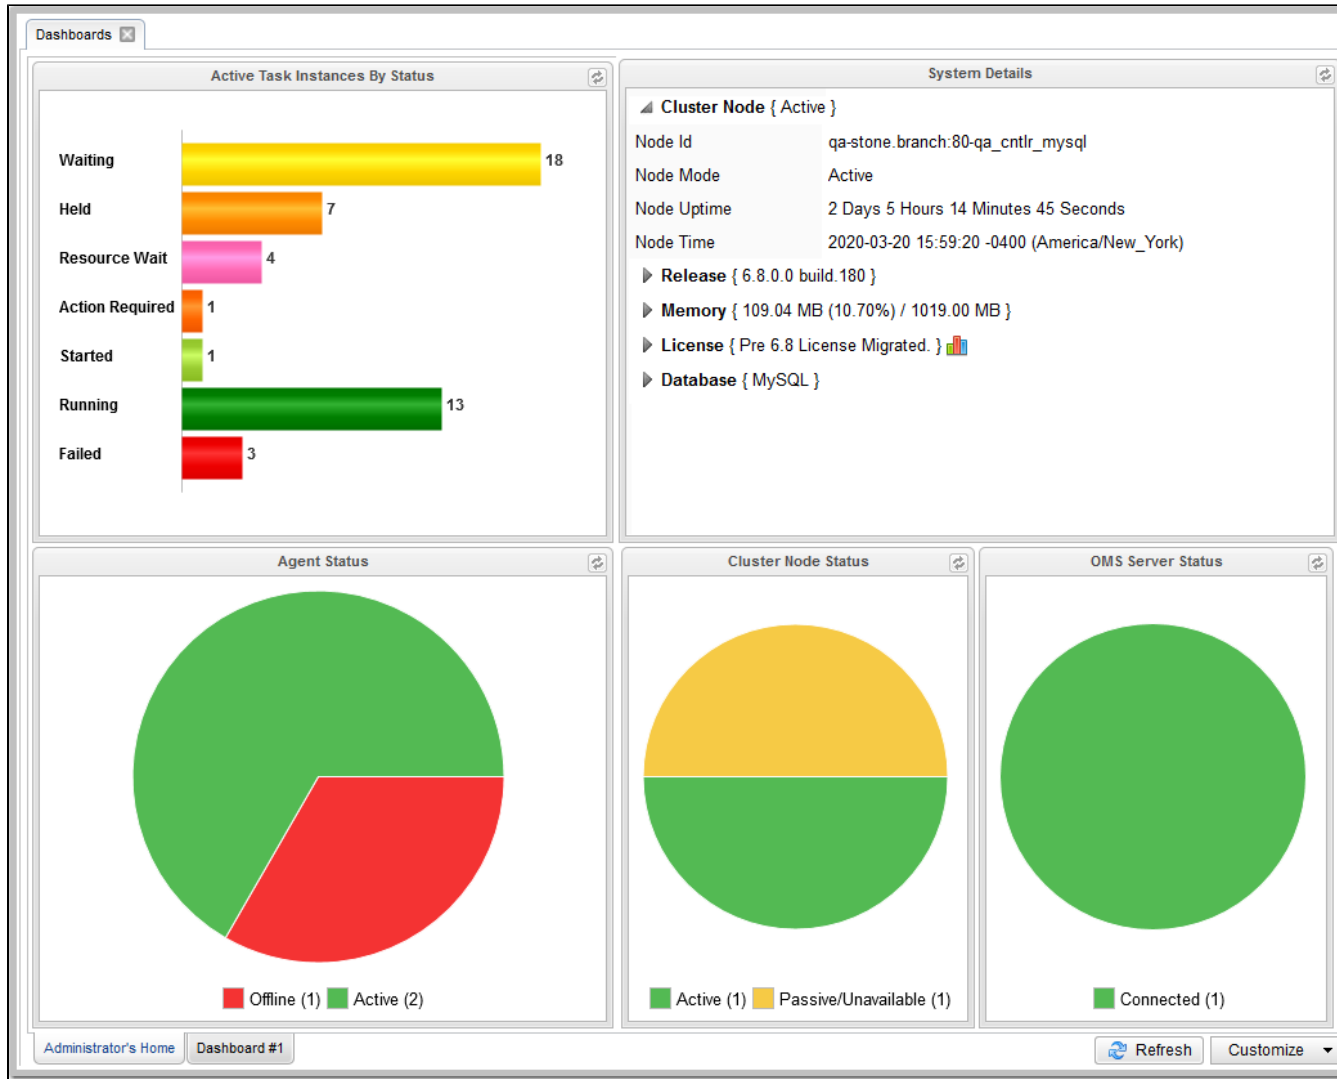 Dashboards
Active Task Instances By Status
Waiting 18
Held 7
Resource Wait 4
Action Required 1
Started 1
Running 13
Failed 3
System Details
Cluster Node { Active }
Node Id qa-stone.branch:80-qa_cntlr_mysql
Node Mode Active
Node Uptime 2 Days 5 Hours 14 Minutes 45 Seconds
Node Time 2020-03-20 15:59:20 -0400 (America/New_York)
Release { 6.8.0.0 build.180 }
Memory { 109.04 MB (10.70%) / 1019.00 MB }
License { Pre 6.8 License Migrated. }
Database { MySQL }
Agent Status
Offline (1) Active (2)
Cluster Node Status
Active (1) Passive/Unavailable (1)
OMS Server Status
Connected (1)
Administrator's Home Dashboard #1
Refresh Customize